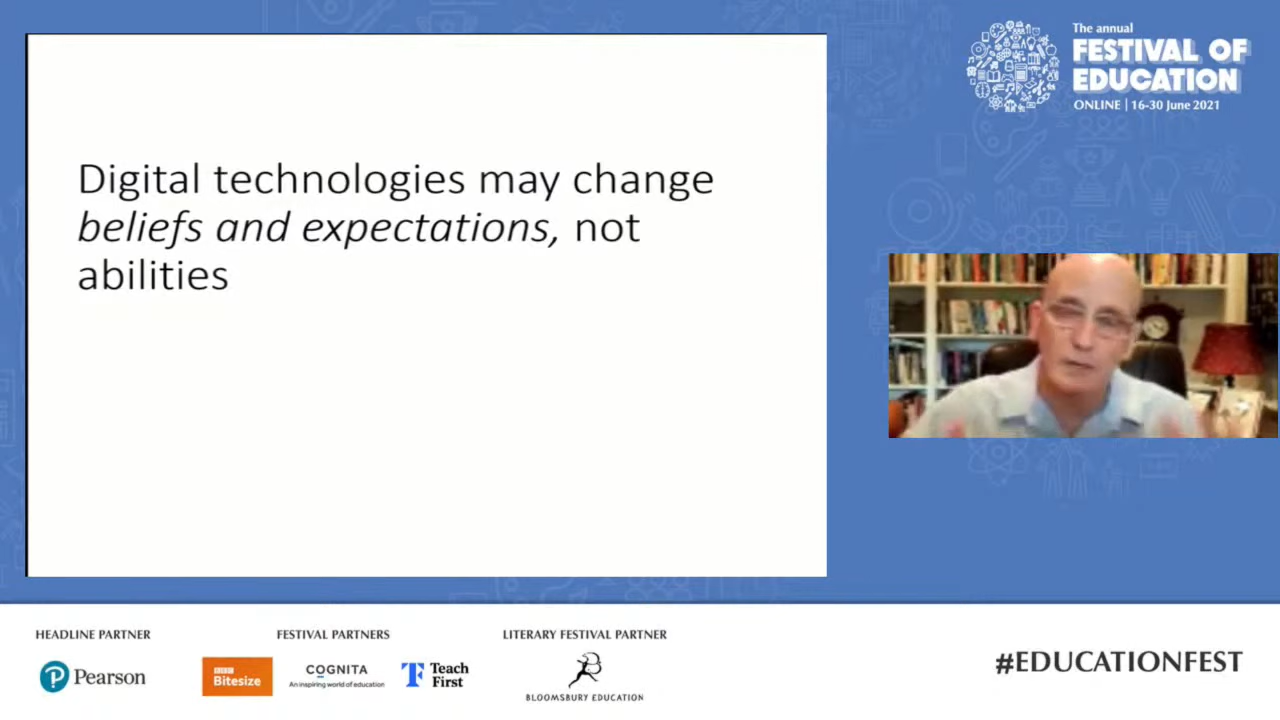 The annual
FESTIVAL OF
EDUCATION
ONLINE | 16-30 June 2021
Digital technologies may change
beliefs and expectations, not
abilities
HEADLINE PARTNER
FESTIVAL PARTNERS
LITERARY FESTIVAL PARTNER
Pearson
BBC
Bitesize
COGNITA
An inspiring world of education
Teach
First
BLOOMSBURY EDUCATION
#EDUCATIONFEST